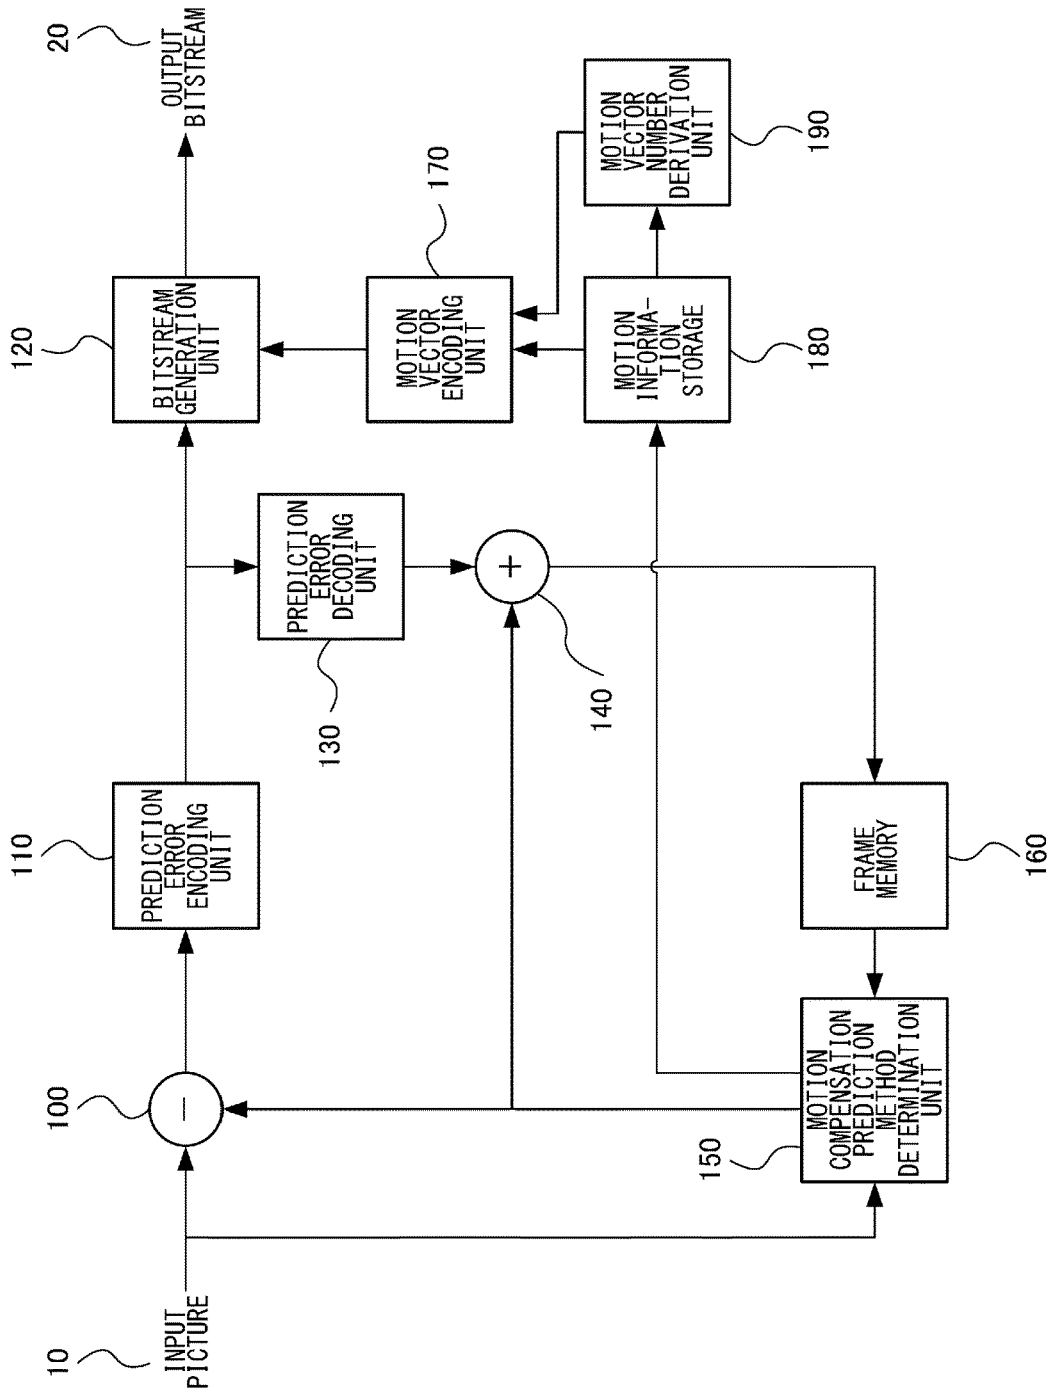 10
INPUT
PICTURE
100
110
PREDICTION
ERROR
ENCODING
UNIT
120
BITSTREAM
GENERATION
UNIT
20
OUTPUT
BITSTREAM
PREDICTION
ERROR
DECODING
UNIT
130
MOTION
VECTOR
ENCODING
UNIT
170
140
MOTION
INFORMA-
TION
STORAGE
180
MOTION
VECTOR
NUMBER
DERIVATION
UNIT
190
150
MOTION
COMPENSATION
PREDICTION
METHOD
DETERMINATION
UNIT
FRAME
MEMORY
160